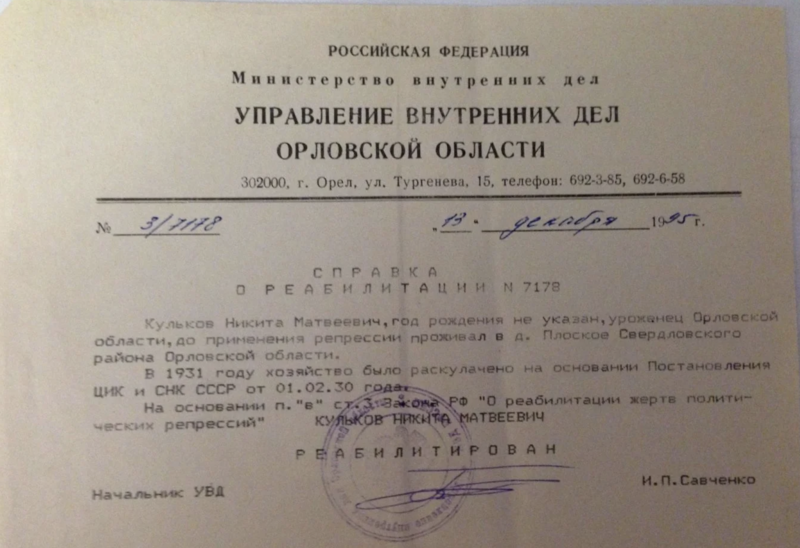 РОССИЙСКАЯ ФЕДЕРАЦИЯ
Министерство внутренних дел
УПРАВЛЕНИЕ ВНУТРЕННИХ ДЕЛ
ОРЛОВСКОЙ ОБЛАСТИ
302000, г. Орел, ул. Тургенева, 15, телефон: 692-3-85, 692-6-58
№ 3/7178 „13" декабря 1995 г.
СПРАВКА
О РЕАБИЛИТАЦИИ N 7178
Кульков Никита Матвеевич, год рождения не указан, уроженец Орловской
области, до применения репрессии проживал в д. Плоское Свердловского
района Орловской области.
В 1931 году хозяйство было раскулачено на основании Постановления
ЦИК и СНК СССР от 01.02.30 года.
На основании п."в" ст.3 Закона РФ "О реабилитации жертв полити-
ческих репрессий" КУЛЬКОВ НИКИТА МАТВЕЕВИЧ
РЕАБИЛИТИРОВАН
Начальник УВД И.П.Савченко